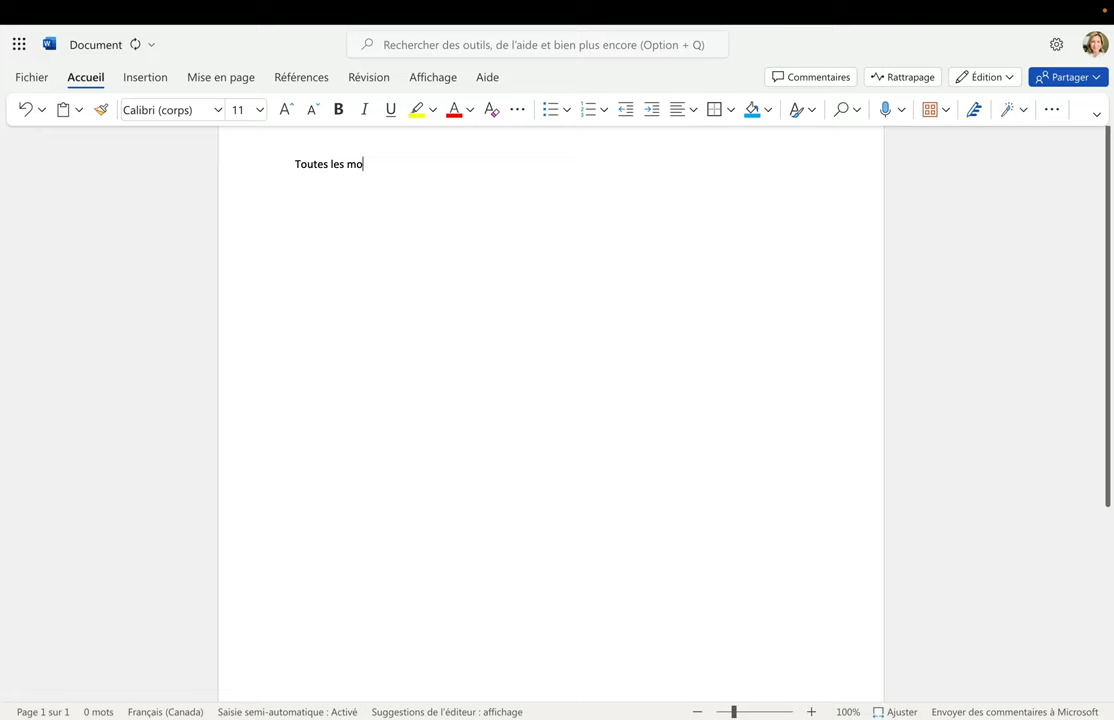 Document
Rechercher des outils, de l'aide et bien plus encore (Option + Q)
Fichier Accueil Insertion Mise en page Références Révision Affichage Aide Commentaires Rattrapage Édition Partager
Calibri (corps) 11 A A B I U A A
Toutes les mo
Page 1 sur 1 0 mots Français (Canada) Saisie semi-automatique : Activé Suggestions de l'éditeur : affichage 100% Ajuster Envoyer des commentaires à Microsoft